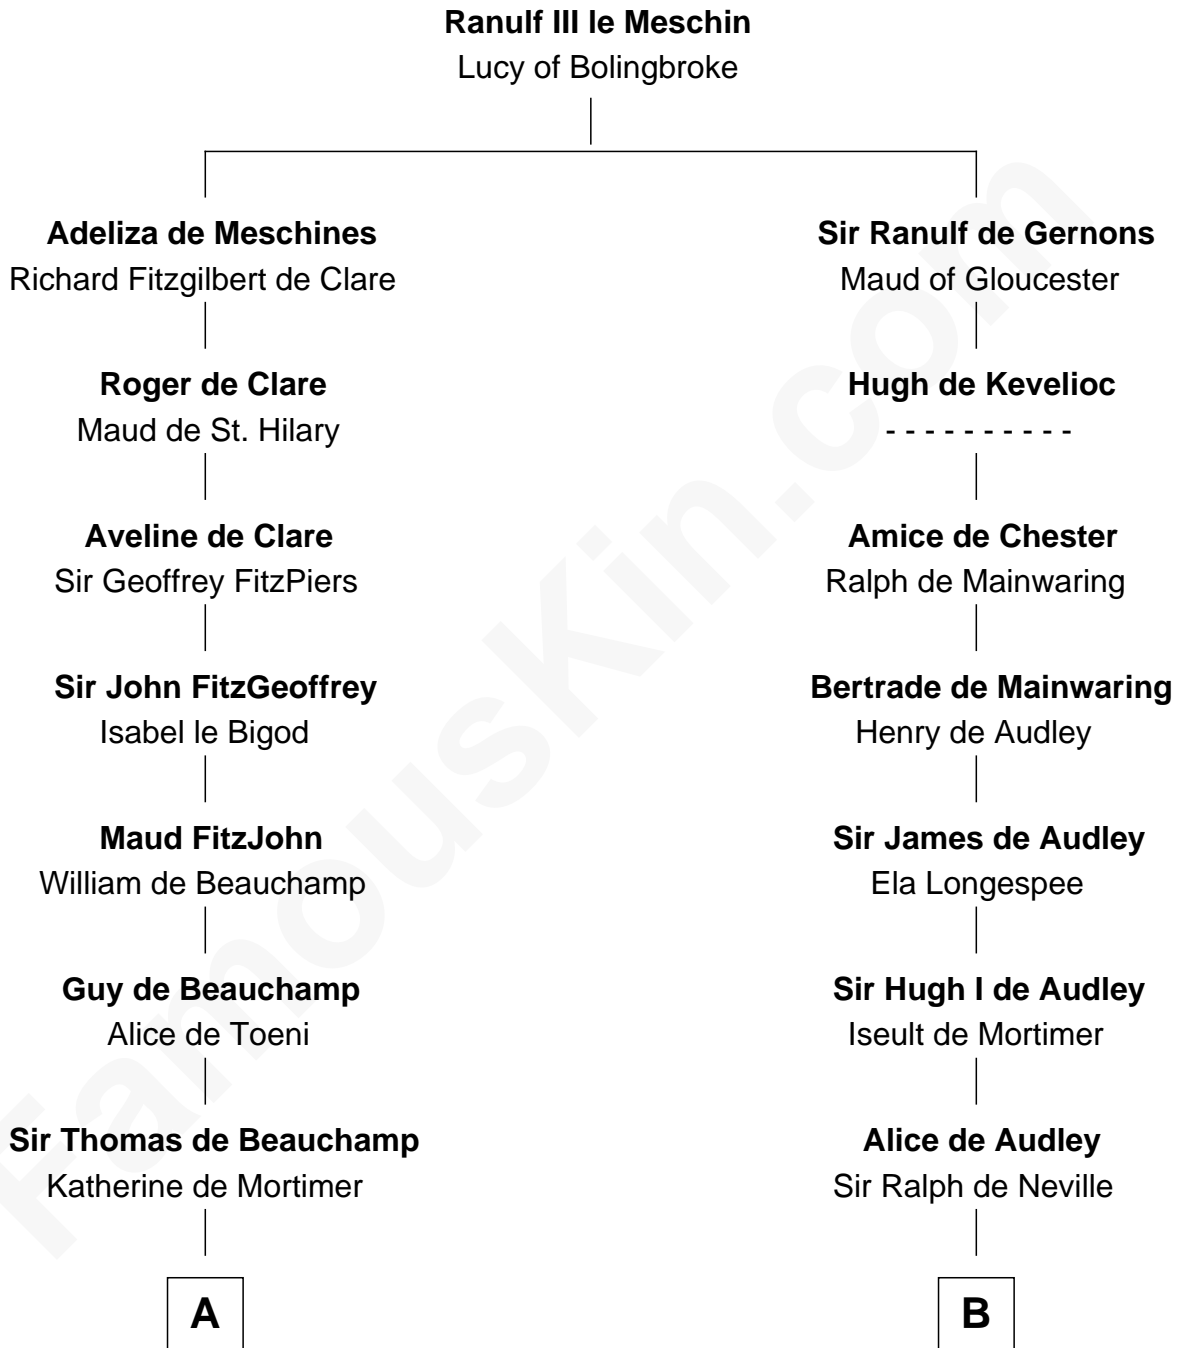 Ranulf III le Meschin
Lucy of Bolingbroke
Adeliza de Meschines
Richard Fitzgilbert de Clare
Sir Ranulf de Gernons
Maud of Gloucester
Roger de Clare
Maud de St. Hilary
Hugh de Kevelioc
- - - - - - - - - -
Aveline de Clare
Sir Geoffrey FitzPiers
Amice de Chester
Ralph de Mainwaring
Sir John FitzGeoffrey
Isabel le Bigod
Bertrade de Mainwaring
Henry de Audley
Maud FitzJohn
William de Beauchamp
Sir James de Audley
Ela Longespee
Guy de Beauchamp
Alice de Toeni
Sir Hugh I de Audley
Iseult de Mortimer
Sir Thomas de Beauchamp
Katherine de Mortimer
Alice de Audley
Sir Ralph de Neville
A
B
FamousKin.com